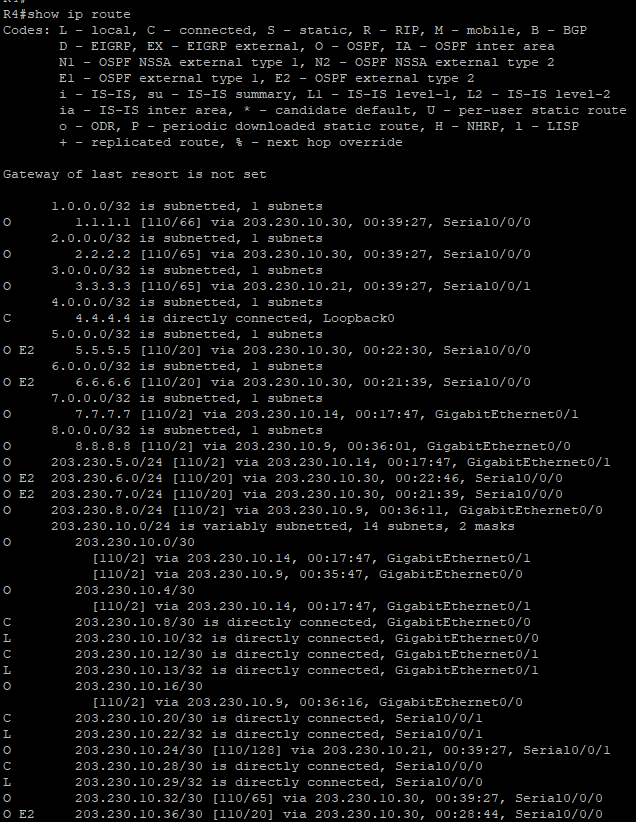 R4#show ip route
Codes: L - local, C - connected, S - static, R - RIP, M - mobile, B - BGP
       D - EIGRP, EX - EIGRP external, O - OSPF, IA - OSPF inter area
       N1 - OSPF NSSA external type 1, N2 - OSPF NSSA external type 2
       E1 - OSPF external type 1, E2 - OSPF external type 2
       i - IS-IS, su - IS-IS summary, L1 - IS-IS level-1, L2 - IS-IS level-2
       ia - IS-IS inter area, * - candidate default, U - per-user static route
       o - ODR, P - periodic downloaded static route, H - NHRP, l - LISP
       + - replicated route, % - next hop override
Gateway of last resort is not set
      1.0.0.0/32 is subnetted, 1 subnets
O        1.1.1.1 [110/66] via 203.230.10.30, 00:39:27, Serial0/0/0
      2.0.0.0/32 is subnetted, 1 subnets
O        2.2.2.2 [110/65] via 203.230.10.30, 00:39:27, Serial0/0/0
      3.0.0.0/32 is subnetted, 1 subnets
O        3.3.3.3 [110/65] via 203.230.10.21, 00:39:27, Serial0/0/1
      4.0.0.0/32 is subnetted, 1 subnets
C        4.4.4.4 is directly connected, Loopback0
      5.0.0.0/32 is subnetted, 1 subnets
O E2     5.5.5.5 [110/20] via 203.230.10.30, 00:22:30, Serial0/0/0
      6.0.0.0/32 is subnetted, 1 subnets
O E2     6.6.6.6 [110/20] via 203.230.10.30, 00:21:39, Serial0/0/0
      7.0.0.0/32 is subnetted, 1 subnets
O        7.7.7.7 [110/2] via 203.230.10.14, 00:17:47, GigabitEthernet0/1
      8.0.0.0/32 is subnetted, 1 subnets
O        8.8.8.8 [110/2] via 203.230.10.9, 00:36:01, GigabitEthernet0/0
O     203.230.5.0/24 [110/2] via 203.230.10.14, 00:17:47, GigabitEthernet0/1
O E2  203.230.6.0/24 [110/20] via 203.230.10.30, 00:22:46, Serial0/0/0
O E2  203.230.7.0/24 [110/20] via 203.230.10.30, 00:21:39, Serial0/0/0
O     203.230.8.0/24 [110/2] via 203.230.10.9, 00:36:11, GigabitEthernet0/0
      203.230.10.0/24 is variably subnetted, 14 subnets, 2 masks
O        203.230.10.0/30
           [110/2] via 203.230.10.14, 00:17:47, GigabitEthernet0/1
           [110/2] via 203.230.10.9, 00:35:47, GigabitEthernet0/0
O        203.230.10.4/30
           [110/2] via 203.230.10.14, 00:17:47, GigabitEthernet0/1
C        203.230.10.8/30 is directly connected, GigabitEthernet0/0
L        203.230.10.10/32 is directly connected, GigabitEthernet0/0
C        203.230.10.12/30 is directly connected, GigabitEthernet0/1
L        203.230.10.13/32 is directly connected, GigabitEthernet0/1
O        203.230.10.16/30
           [110/2] via 203.230.10.9, 00:36:16, GigabitEthernet0/0
C        203.230.10.20/30 is directly connected, Serial0/0/1
L        203.230.10.22/32 is directly connected, Serial0/0/1
O        203.230.10.24/30 [110/128] via 203.230.10.21, 00:39:27, Serial0/0/1
C        203.230.10.28/30 is directly connected, Serial0/0/0
L        203.230.10.29/32 is directly connected, Serial0/0/0
O        203.230.10.32/30 [110/65] via 203.230.10.30, 00:39:27, Serial0/0/0
O E2     203.230.10.36/30 [110/20] via 203.230.10.30, 00:28:44, Serial0/0/0